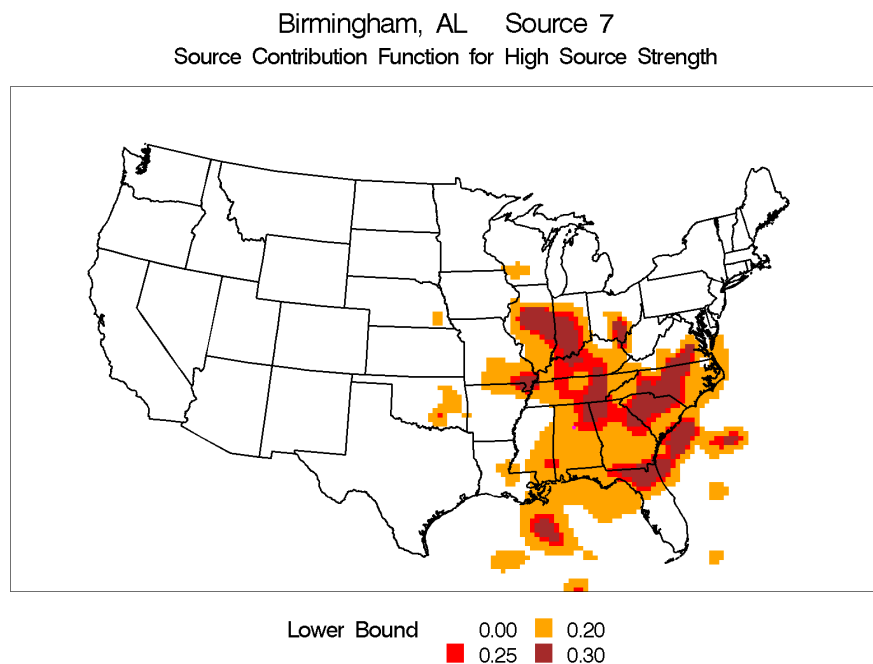 Birmingham, AL Source 7
Source Contribution Function for High Source Strength
Lower Bound 0.00 0.20
0.25 0.30